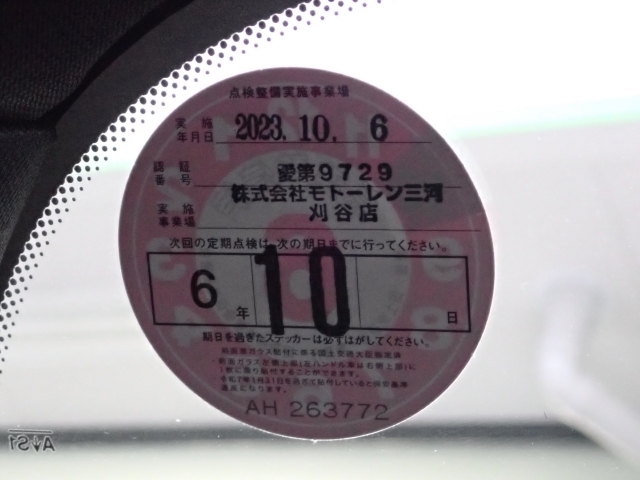 点検整備実施事業場
実施年月日 2023.10.6
認証番号 愛第9729
株式会社モトーレン三河
実施事業場 刈谷店
次回の定期点検は、次の期日までに行ってください。
6年 10 日
期日を過ぎたステッカーは必ずはがしてください。
AH 263772